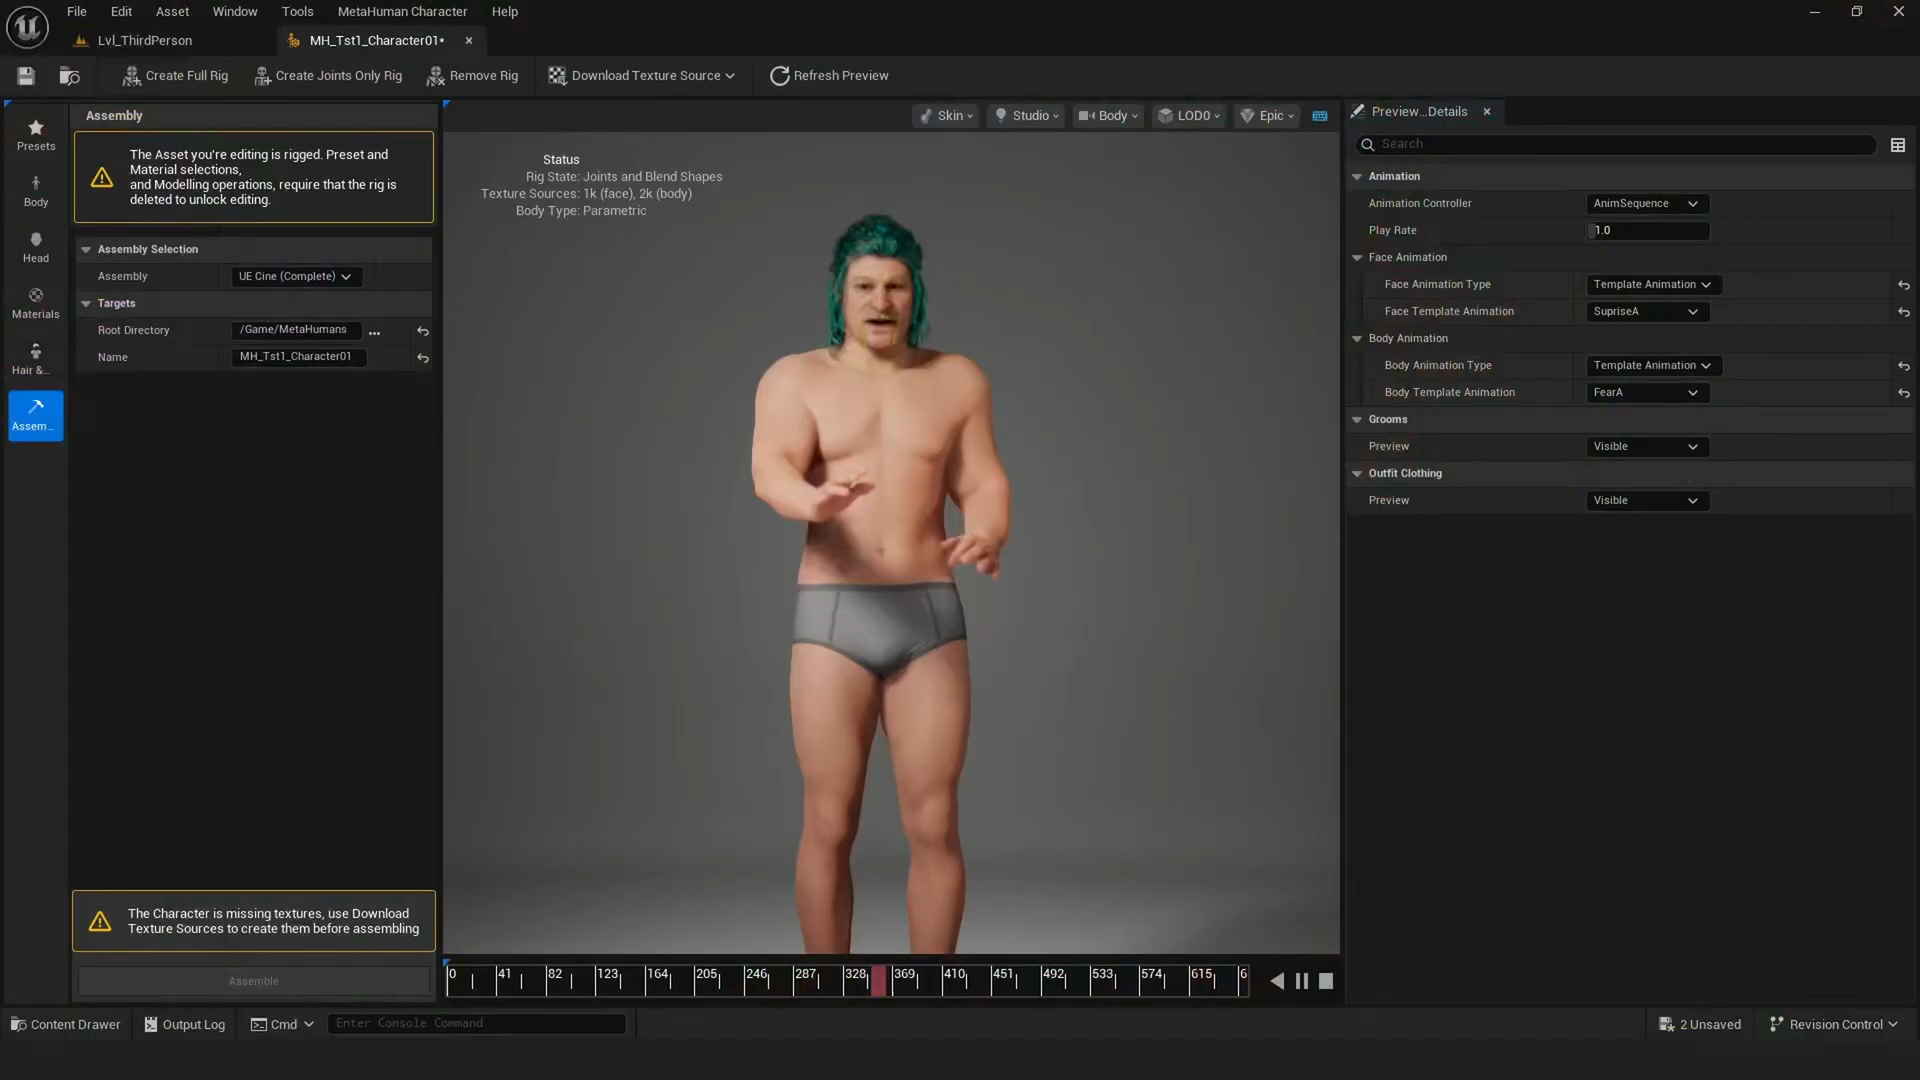 File Edit Asset Window Tools MetaHuman Character Help
Lvl_ThirdPerson
MH_Tst1_Character01*
Create Full Rig
Create Joints Only Rig
Remove Rig
Download Texture Source
Refresh Preview
Presets
Body
Head
Materials
Hair &...
Assem...
Assembly
The Asset you're editing is rigged. Preset and
Material selections,
and Modelling operations, require that the rig is
deleted to unlock editing.
Assembly Selection
Assembly UE Cine (Complete)
Targets
Root Directory /Game/MetaHumans ...
Name MH_Tst1_Character01
The Character is missing textures, use Download
Texture Sources to create them before assembling
Assemble
Skin Studio Body LOD0 Epic
Status
Rig State: Joints and Blend Shapes
Texture Sources: 1k (face), 2k (body)
Body Type: Parametric
0 41 82 123 164 205 246 287 328 369 410 451 492 533 574 615 6
Preview...Details
Search
Animation
Animation Controller AnimSequence
Play Rate 1.0
Face Animation
Face Animation Type Template Animation
Face Template Animation SupriseA
Body Animation
Body Animation Type Template Animation
Body Template Animation FearA
Grooms
Preview Visible
Outfit Clothing
Preview Visible
Content Drawer
Output Log
Cmd
Enter Console Command
2 Unsaved
Revision Control